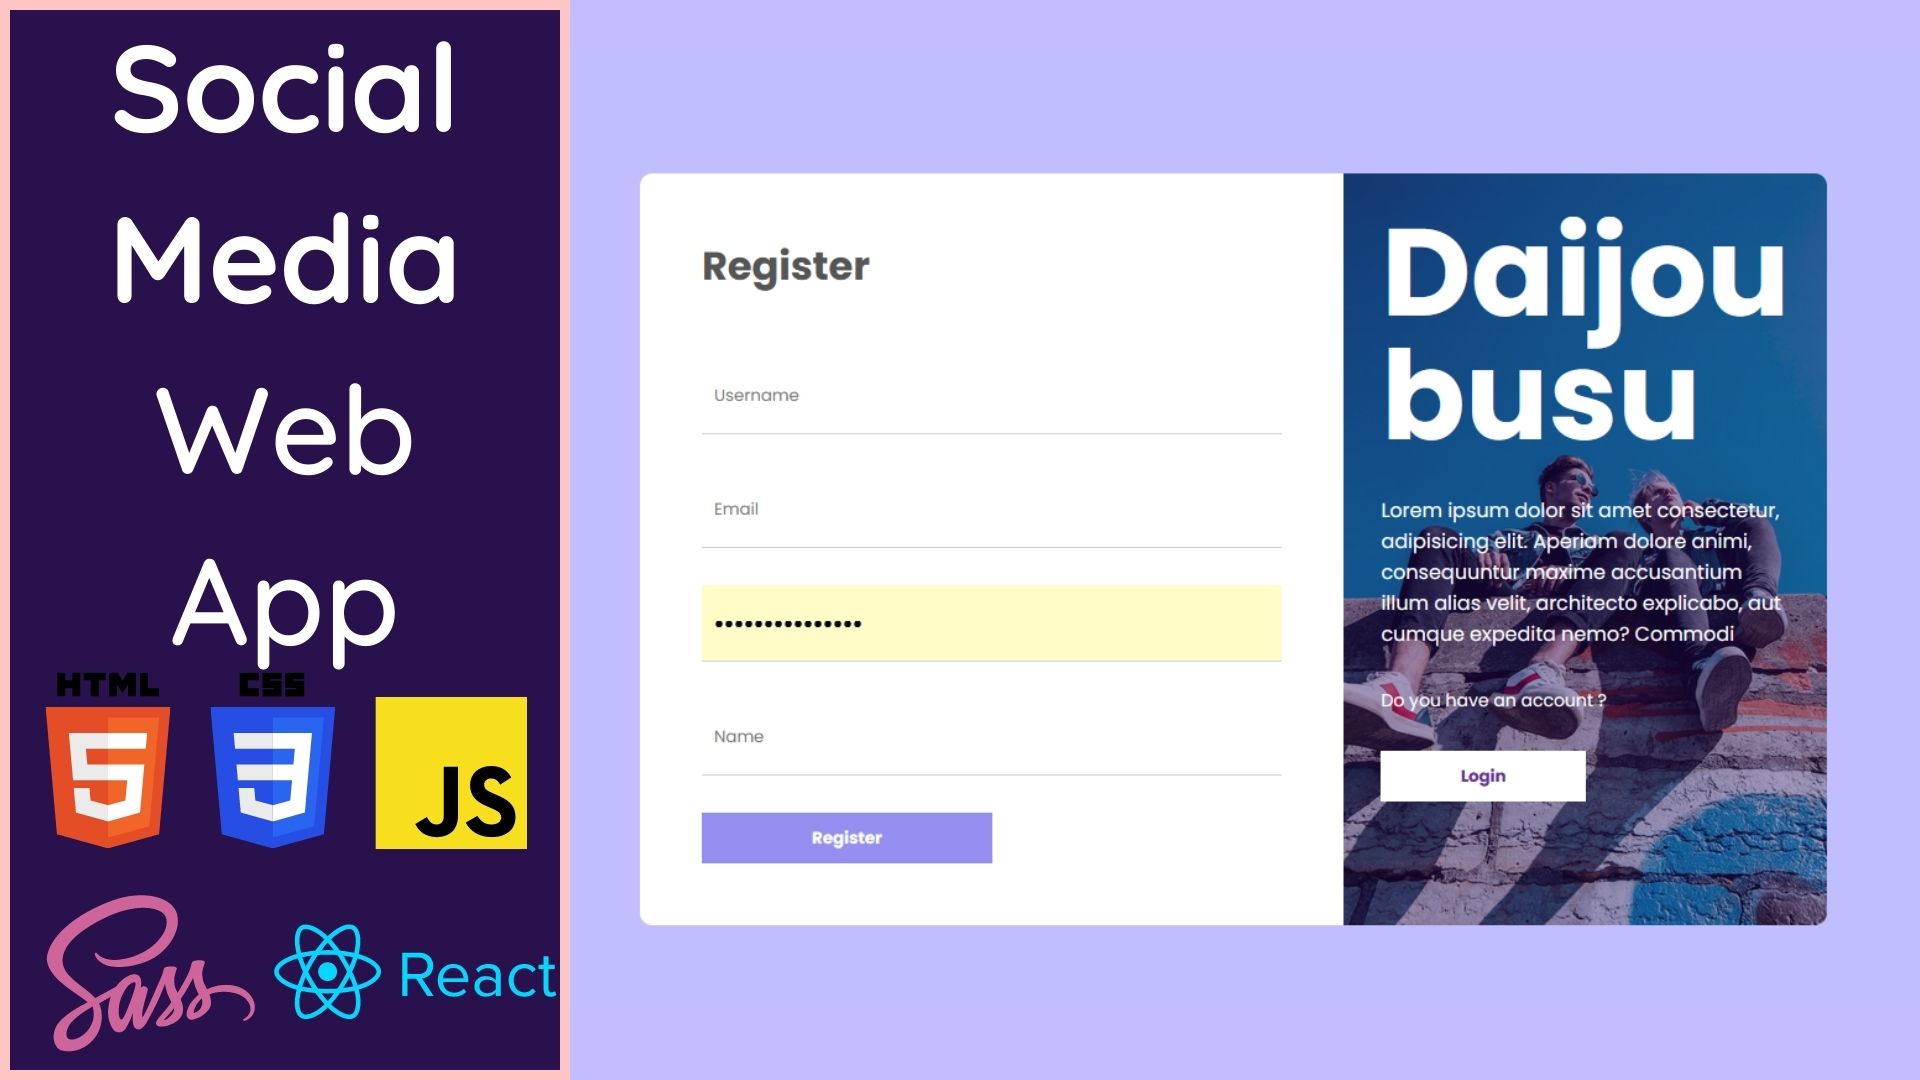 Social
Media
Web
App
HTML
CSS
5
3
JS
Sass
React
Register
Username
Email
•••••••••••••••
Name
Register
Daijou
busu
Lorem ipsum dolor sit amet consectetur,
adipisicing elit. Aperiam dolore animi,
consequuntur maxime accusantium
illum alias velit, architecto explicabo, aut
cumque expedita nemo? Commodi
Do you have an account ?
Login